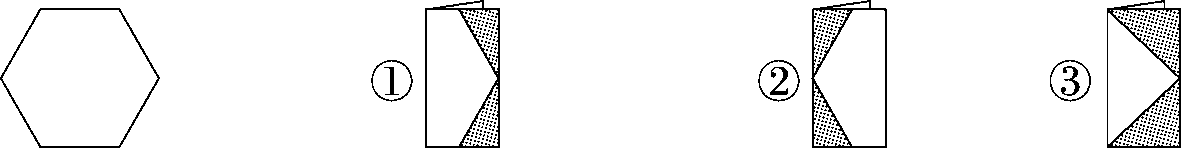 ① ② ③